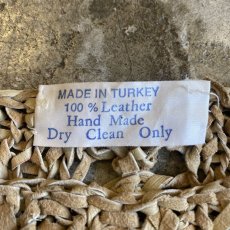 MADE IN TURKEY
100 % Leather
Hand Made
Dry Clean Only